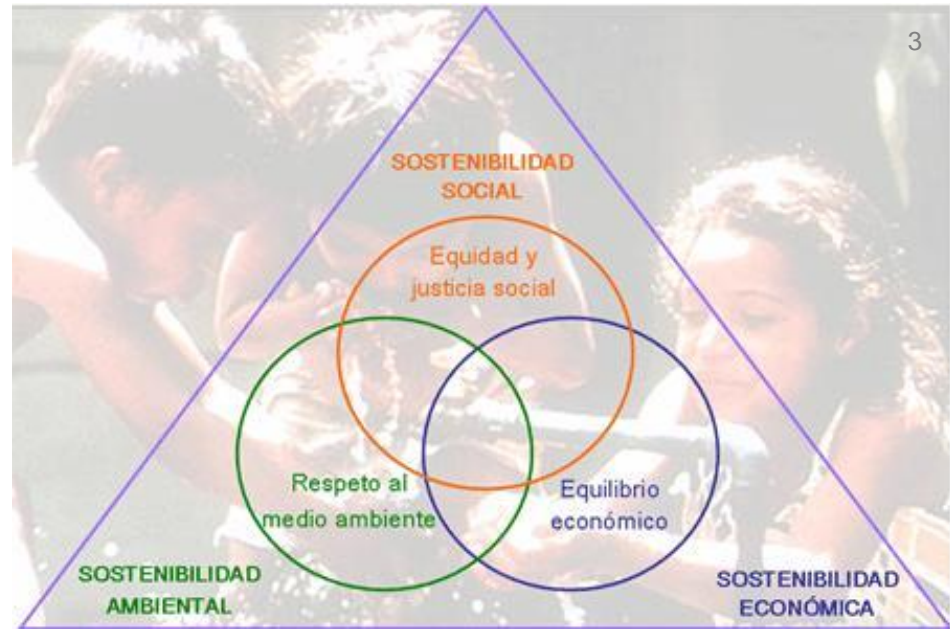 3
SOSTENIBILIDAD
SOCIAL
Equidad y
justicia social
Respeto al
medio ambiente
Equilibrio
económico
SOSTENIBILIDAD
AMBIENTAL
SOSTENIBILIDAD
ECONÓMICA